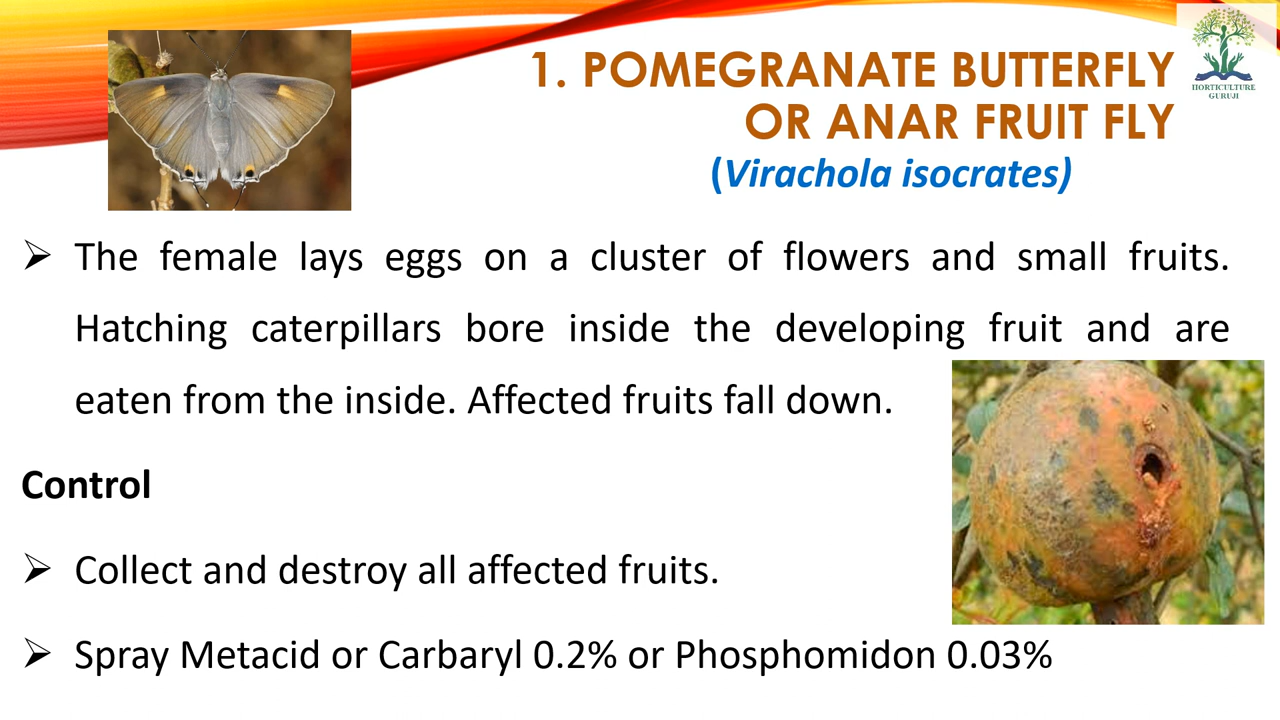 1. POMEGRANATE BUTTERFLY
OR ANAR FRUIT FLY
(Virachola isocrates)
HORTICULTURE
GURUJI
➢ The female lays eggs on a cluster of flowers and small fruits.
Hatching caterpillars bore inside the developing fruit and are
eaten from the inside. Affected fruits fall down.
Control
➢ Collect and destroy all affected fruits.
➢ Spray Metacid or Carbaryl 0.2% or Phosphomidon 0.03%